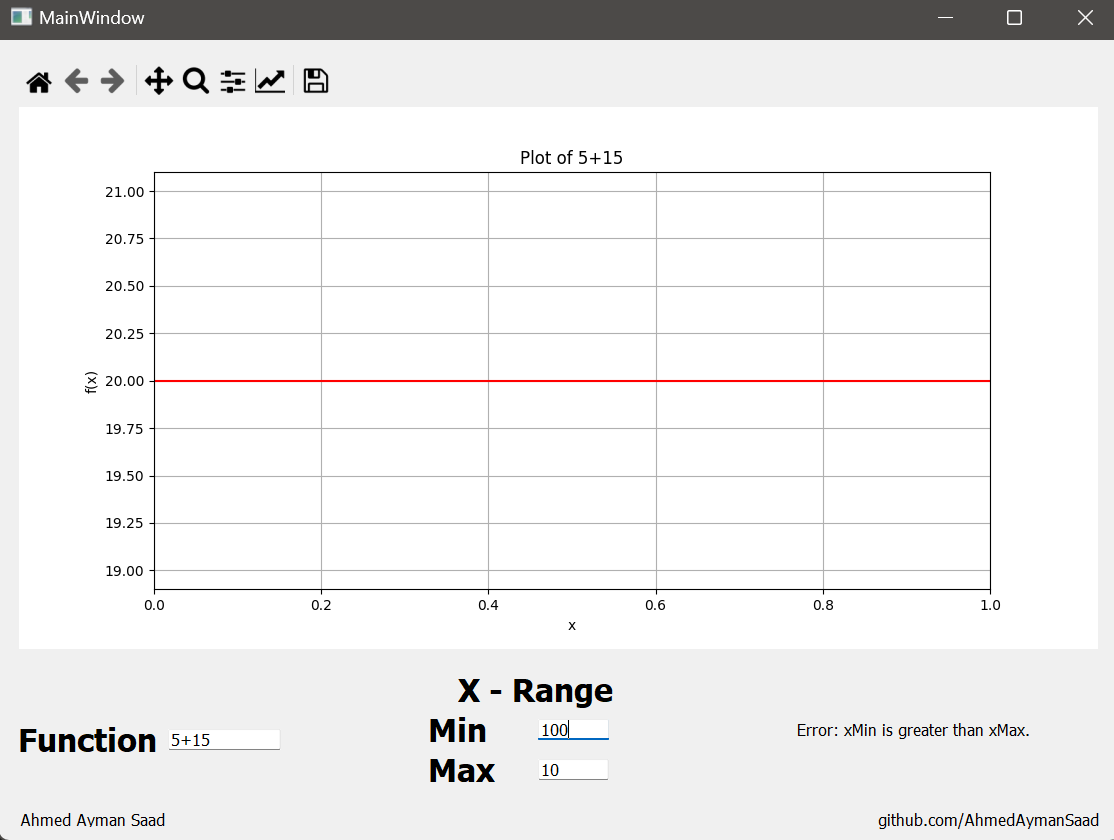 MainWindow
Plot of 5+15
21.00
20.75
20.50
20.25
20.00
19.75
19.50
19.25
19.00
f(x)
0.0 0.2 0.4 0.6 0.8 1.0
x
X - Range
Function 5+15
Min 100
Max 10
Error: xMin is greater than xMax.
Ahmed Ayman Saad
github.com/AhmedAymanSaad